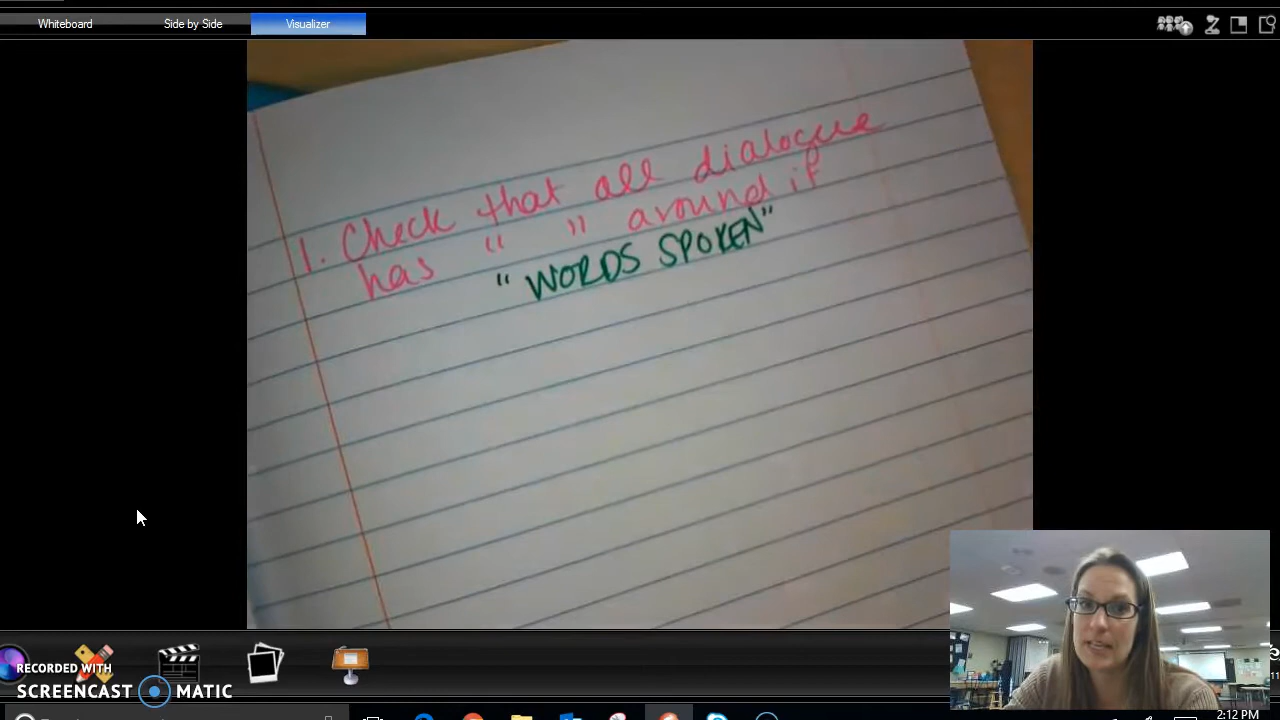 Whiteboard
Side by Side
Visualizer
1. Check that all dialogue
has “ ” around it
“WORDS SPOKEN”
RECORDED WITH
SCREENCAST MATIC
2:12 PM